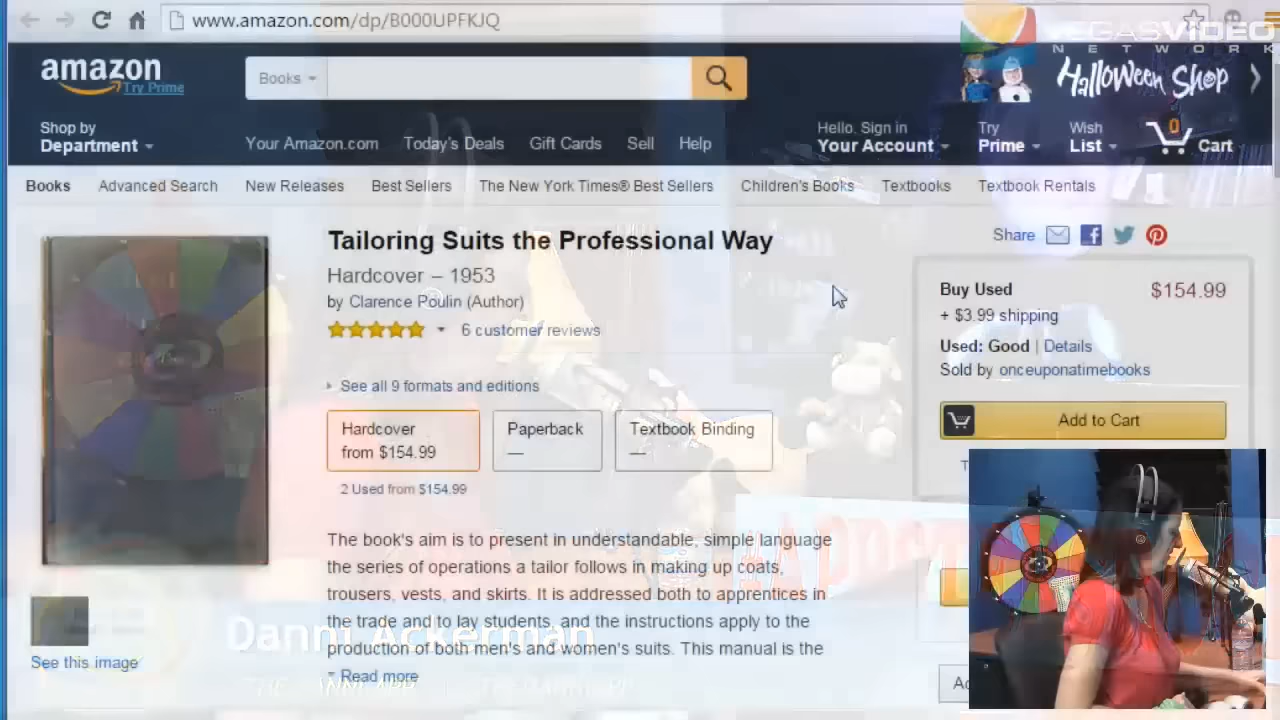 www.amazon.com/dp/B000UPFKJQ
VEGAS VIDEO
NETWORK
amazon
Try Prime
Books
Halloween Shop
Shop by
Department
Your Amazon.com
Today's Deals
Gift Cards
Sell
Help
Hello. Sign in
Your Account
Try
Prime
Wish
List
0
Cart
Books
Advanced Search
New Releases
Best Sellers
The New York Times® Best Sellers
Children's Books
Textbooks
Textbook Rentals
Tailoring Suits the Professional Way
Hardcover – 1953
by Clarence Poulin (Author)
6 customer reviews
See all 9 formats and editions
Hardcover
from $154.99
Paperback
—
Textbook Binding
—
2 Used from $154.99
The book's aim is to present in understandable, simple language
the series of operations a tailor follows in making up coats,
trousers, vests, and skirts. It is addressed both to apprentices in
the trade and to lay students, and the instructions apply to the
production of both men's and women's suits. This manual is the
Read more
See this image
Share
Buy Used
$154.99
+ $3.99 shipping
Used: Good | Details
Sold by onceuponatimebooks
Add to Cart
Danni Ackerman